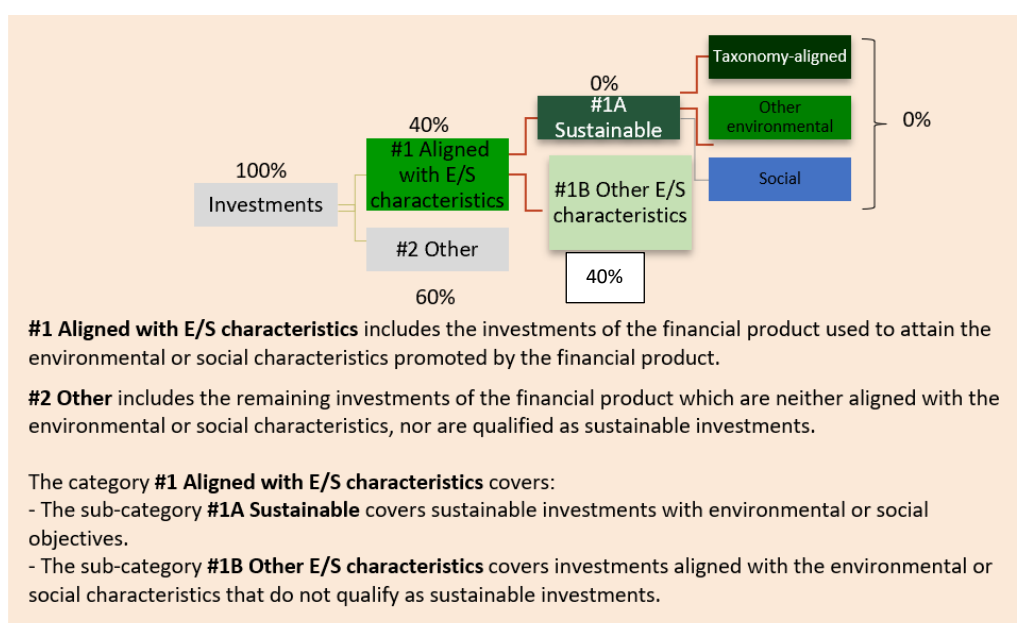 Taxonomy-aligned
0%
#1A
Sustainable
Other
environmental
0%
40%
#1 Aligned
with E/S
characteristics
100%
Investments
#1B Other E/S
characteristics
Social
#2 Other
40%
60%
#1 Aligned with E/S characteristics includes the investments of the financial product used to attain the
environmental or social characteristics promoted by the financial product.
#2 Other includes the remaining investments of the financial product which are neither aligned with the
environmental or social characteristics, nor are qualified as sustainable investments.
The category #1 Aligned with E/S characteristics covers:
- The sub-category #1A Sustainable covers sustainable investments with environmental or social
objectives.
- The sub-category #1B Other E/S characteristics covers investments aligned with the environmental or
social characteristics that do not qualify as sustainable investments.